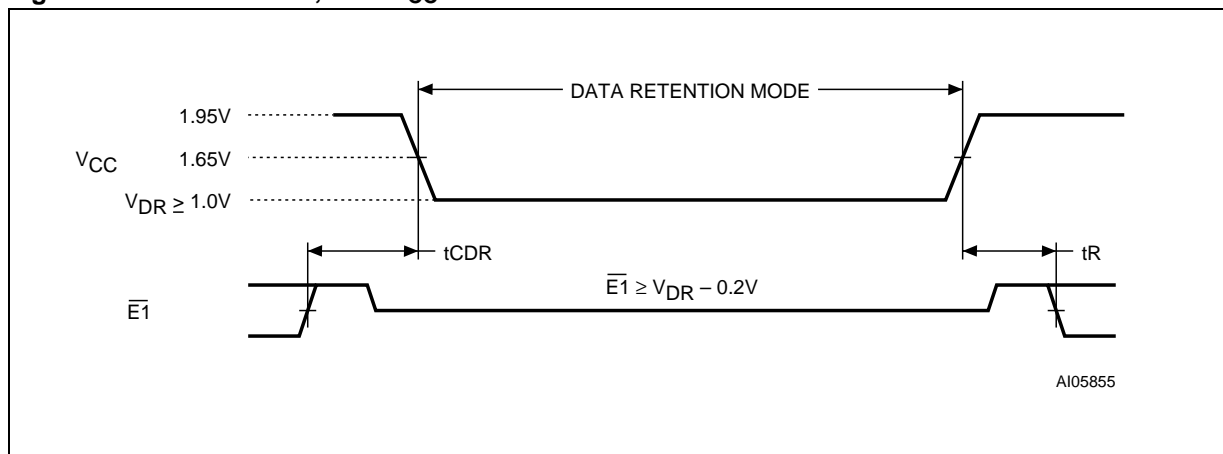 DATA RETENTION MODE
1.95V
VCC 1.65V
VDR ≥ 1.0V
tCDR
tR
E1 ≥ VDR – 0.2V
E1
AI05855